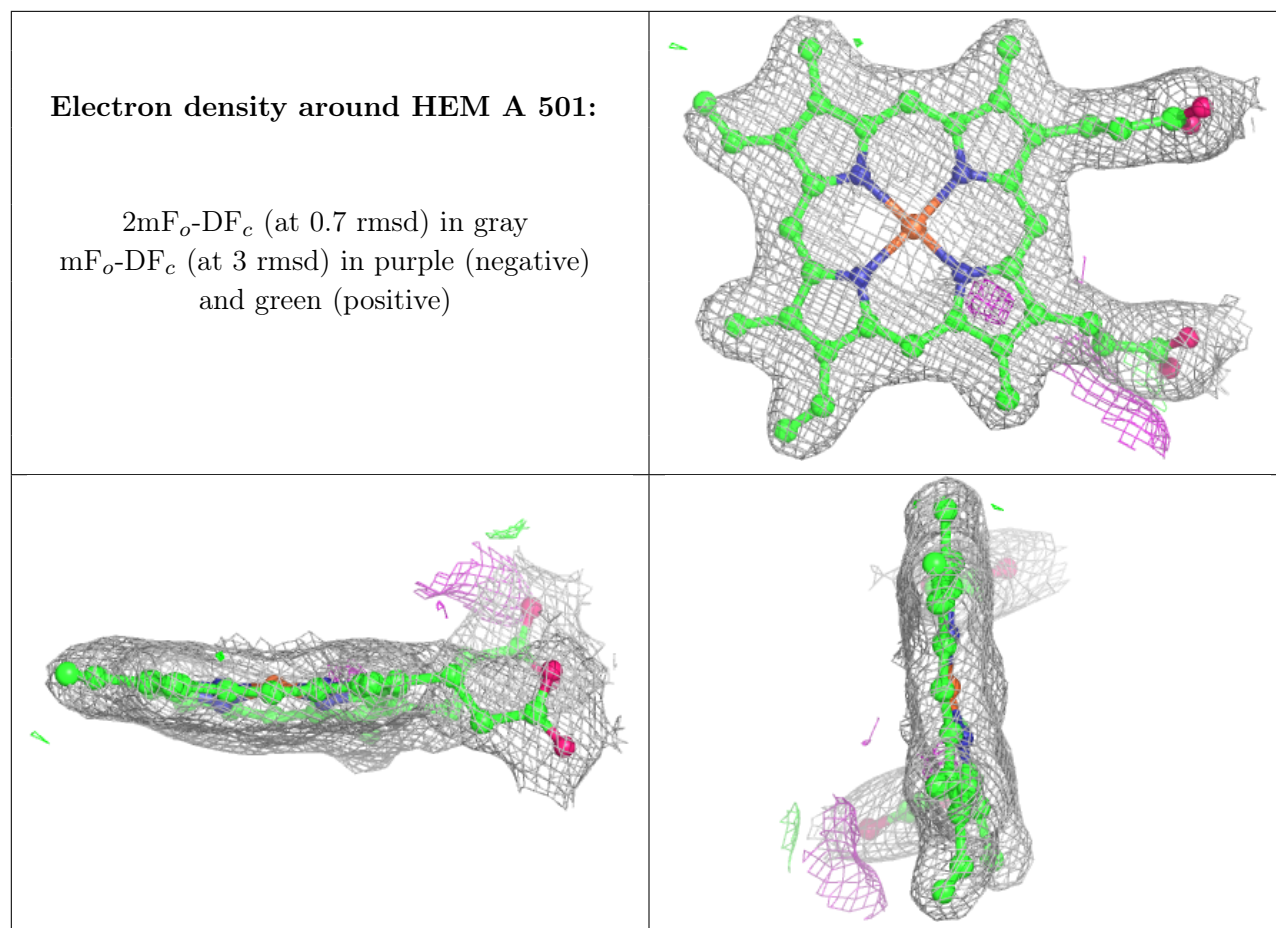 Electron density around HEM A 501:
2mFo-DFc (at 0.7 rmsd) in gray
mFo-DFc (at 3 rmsd) in purple (negative)
and green (positive)